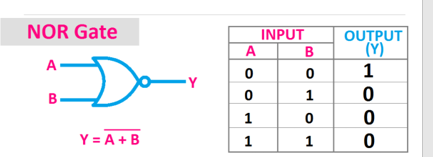 NOR Gate
A
B
Y
Y = A̅ ̅+̅ ̅B̅
INPUT OUTPUT
A B (Y)
0 0 1
0 1 0
1 0 0
1 1 0